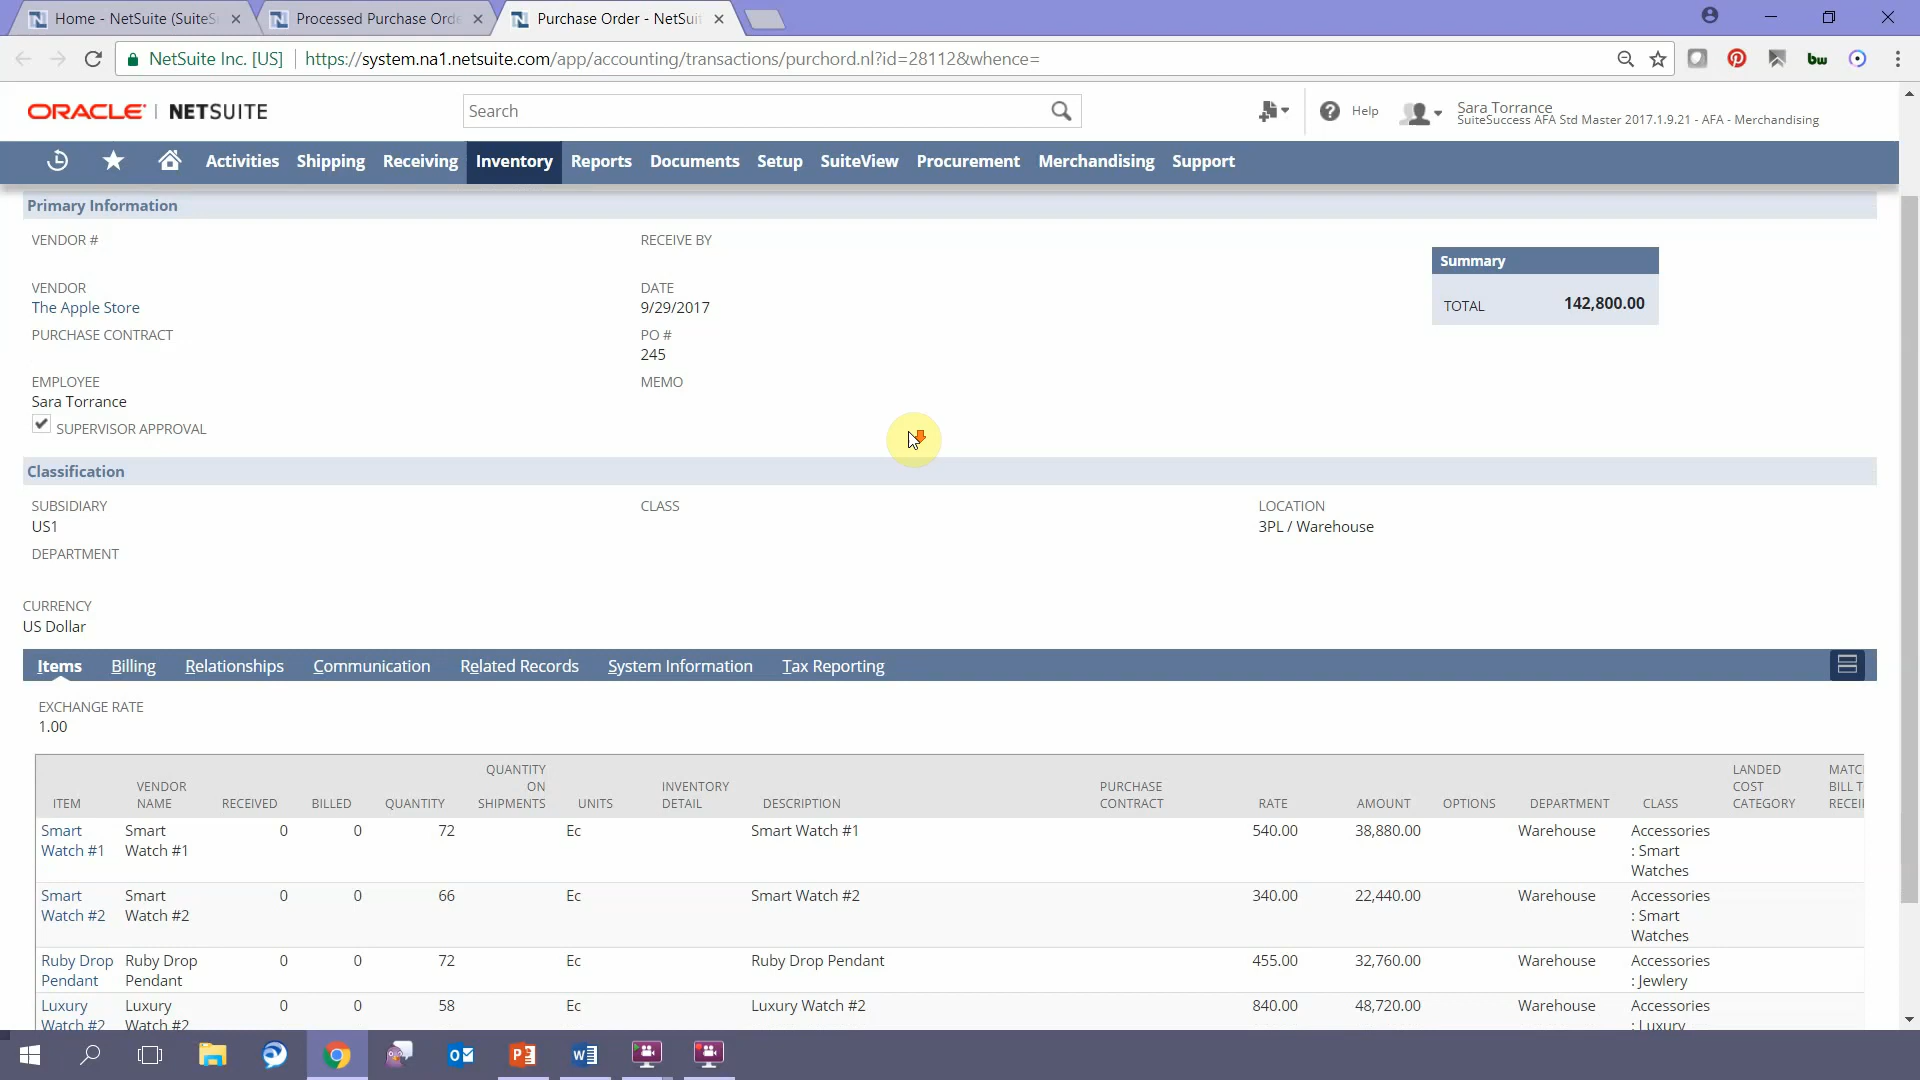 Home - NetSuite (SuiteS
Processed Purchase Orde
Purchase Order - NetSui
NetSuite Inc. [US]
https://system.na1.netsuite.com/app/accounting/transactions/purchord.nl?id=28112&whence=
bw
ORACLE | NETSUITE
Search
Help
Sara Torrance
SuiteSuccess AFA Std Master 2017.1.9.21 - AFA - Merchandising
Activities Shipping Receiving Inventory Reports Documents Setup SuiteView Procurement Merchandising Support
Primary Information
VENDOR #
RECEIVE BY
Summary
TOTAL 142,800.00
VENDOR
The Apple Store
DATE
9/29/2017
PURCHASE CONTRACT
PO #
245
EMPLOYEE
Sara Torrance
MEMO
SUPERVISOR APPROVAL
Classification
SUBSIDIARY
US1
CLASS
LOCATION
3PL / Warehouse
DEPARTMENT
CURRENCY
US Dollar
Items Billing Relationships Communication Related Records System Information Tax Reporting
EXCHANGE RATE
1.00
ITEM
VENDOR
NAME
RECEIVED
BILLED
QUANTITY
QUANTITY
ON
SHIPMENTS
UNITS
INVENTORY
DETAIL
DESCRIPTION
PURCHASE
CONTRACT
RATE
AMOUNT
OPTIONS
DEPARTMENT
CLASS
LANDED
COST
CATEGORY
MATC
BILL T
RECEI
Smart
Watch #1
Smart
Watch #1
0 0 72 Ec Smart Watch #1 540.00 38,880.00 Warehouse
Accessories
: Smart
Watches
Smart
Watch #2
Smart
Watch #2
0 0 66 Ec Smart Watch #2 340.00 22,440.00 Warehouse
Accessories
: Smart
Watches
Ruby Drop
Pendant
Ruby Drop
Pendant
0 0 72 Ec Ruby Drop Pendant 455.00 32,760.00 Warehouse
Accessories
: Jewlery
Luxury
Watch #2
Luxury
Watch #2
0 0 58 Ec Luxury Watch #2 840.00 48,720.00 Warehouse
Accessories
: Luxury